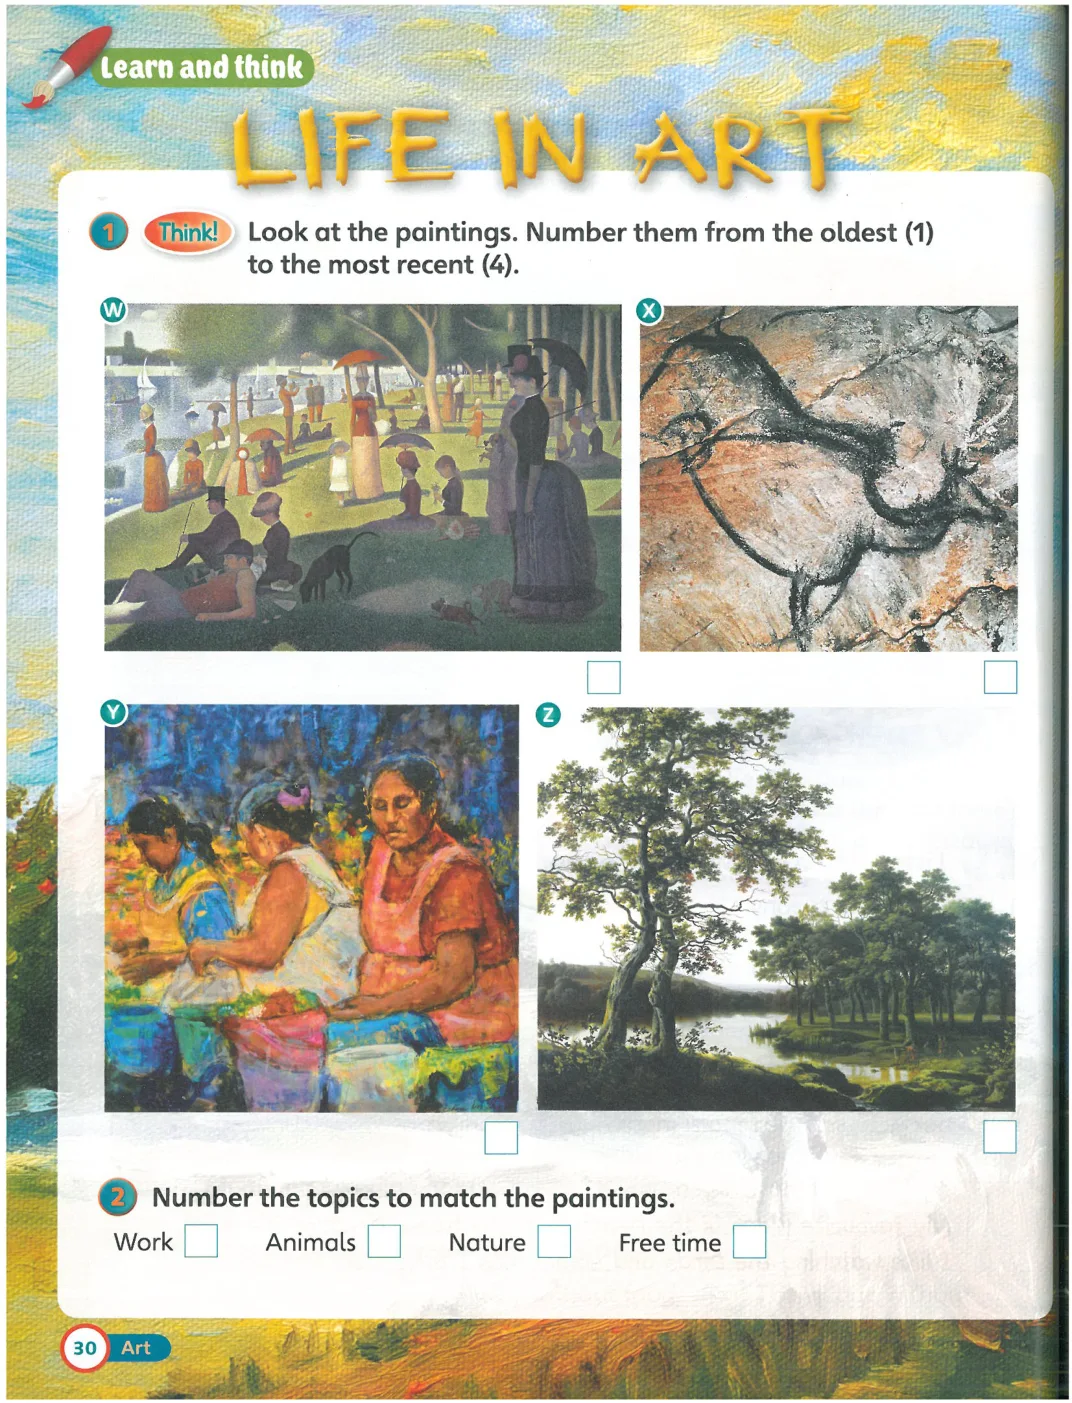 Learn and think
LIFE IN ART
1 Think! Look at the paintings. Number them from the oldest (1)
to the most recent (4).
W
X
Y
Z
2 Number the topics to match the paintings.
Work Animals Nature Free time
30 Art